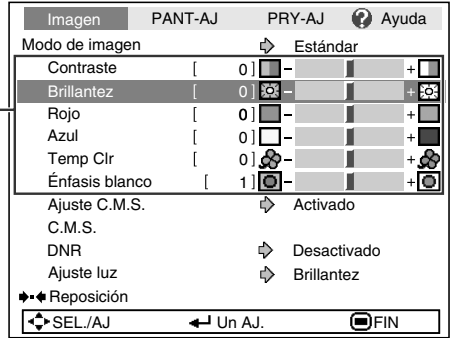 Imagen PANT-AJ PRY-AJ Ayuda
Modo de imagen Estándar
Contraste [ 0] - +
Brillantez [ 0] - +
Rojo [ 0] - +
Azul [ 0] - +
Temp Clr [ 0] - +
Énfasis blanco [ 1] - +
Ajuste C.M.S. Activado
C.M.S.
DNR Desactivado
Ajuste luz Brillantez
Reposición
SEL./AJ Un AJ. FIN